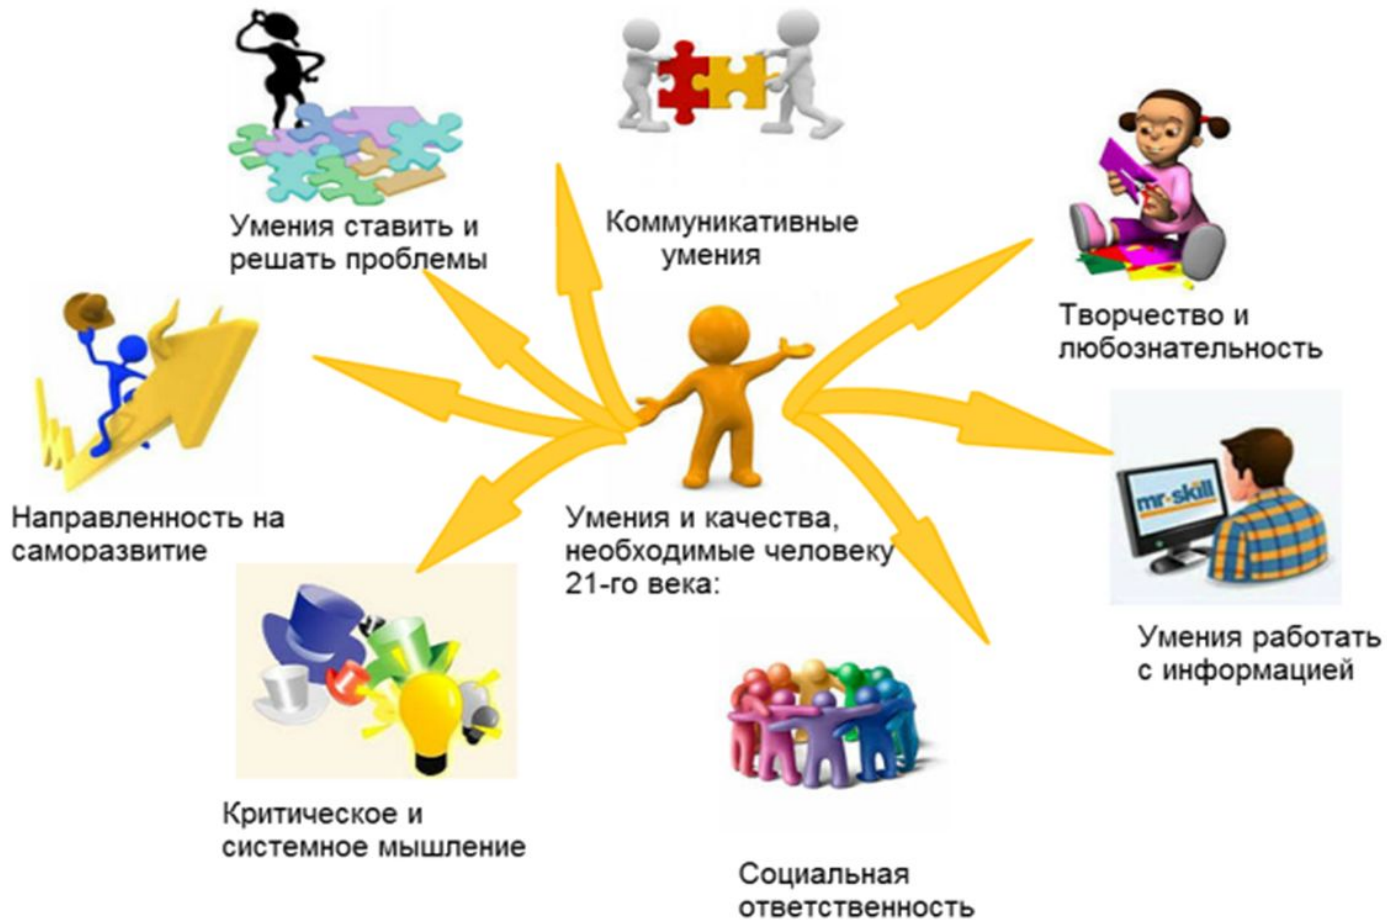 Умения ставить и
решать проблемы
Коммуникативные
умения
Творчество и
любознательность
Направленность на
саморазвитие
Умения и качества,
необходимые человеку
21-го века:
mr-skill
Умения работать
с информацией
Критическое и
системное мышление
Социальная
ответственность